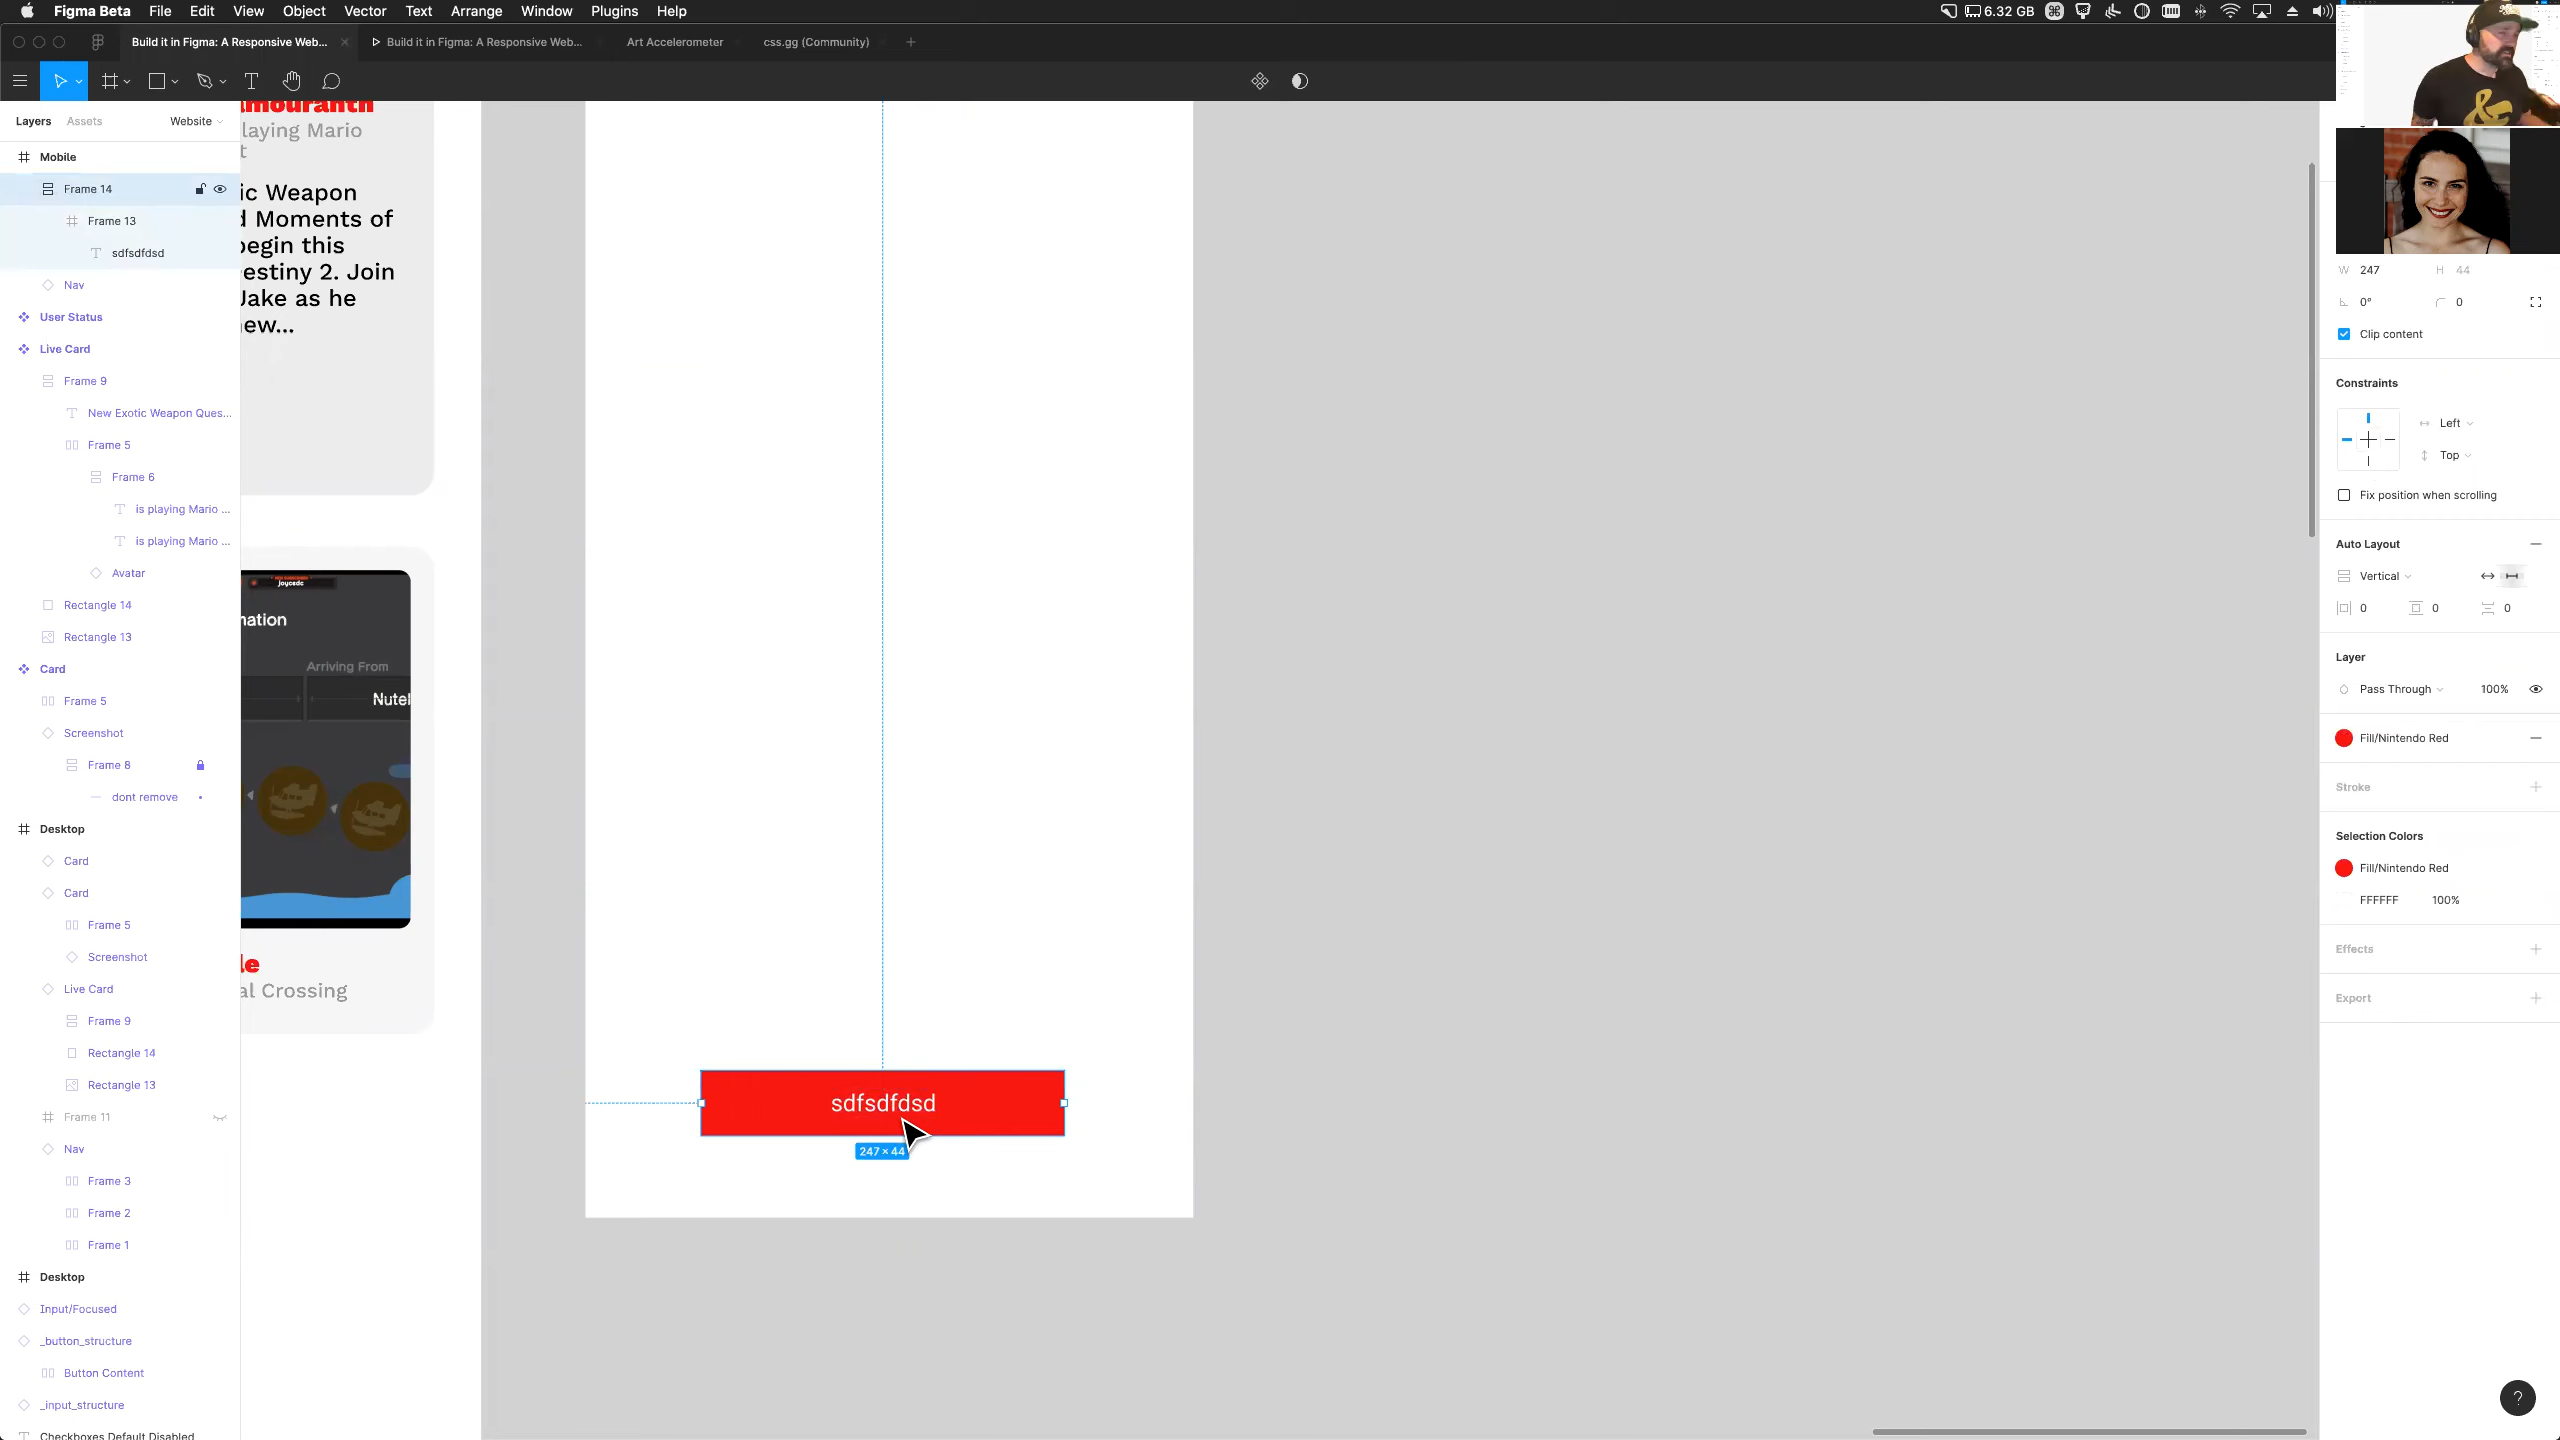 Figma Beta File Edit View Object Vector Text Arrange Window Plugins Help 6.32 GB
Build it in Figma: A Responsive Web... Build it in Figma: A Responsive Web... Art Accelerometer css.gg (Community)
Layers Assets Website
Mobile
Frame 14
Frame 13
sdfsdfdsd
Nav
User Status
Live Card
Frame 9
New Exotic Weapon Ques...
Frame 5
Frame 6
is playing Mario ...
is playing Mario ...
Avatar
Rectangle 14
Rectangle 13
Card
Frame 5
Screenshot
Frame 8
dont remove
Desktop
Card
Card
Frame 5
Screenshot
Live Card
Frame 9
Rectangle 14
Rectangle 13
Frame 11
Nav
Frame 3
Frame 2
Frame 1
Desktop
Input/Focused
_button_structure
Button Content
_input_structure
Checkboxes Default Disabled
mouranth
laying Mario
t
ic Weapon
d Moments of
begin this
estiny 2. Join
Jake as he
new...
joycedc
mation
Arriving From
Nutel
le
al Crossing
sdfsdfdsd
247 × 44
&
W 247 H 44
0° 0
Clip content
Constraints
Left
Top
Fix position when scrolling
Auto Layout
Vertical
0 0 0
Layer
Pass Through 100%
Fill/Nintendo Red
Stroke
Selection Colors
Fill/Nintendo Red
FFFFFF 100%
Effects
Export
?